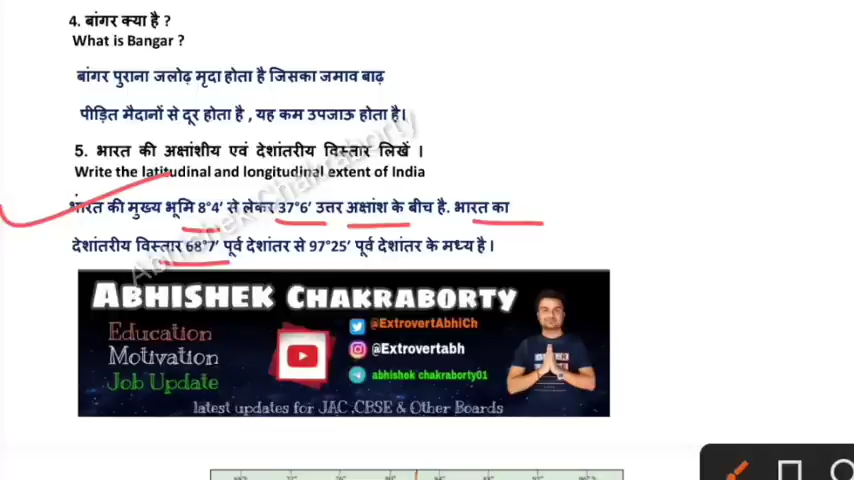 4. बांगर क्या है ?
What is Bangar ?
बांगर पुराना जलोढ़ मृदा होता है जिसका जमाव बाढ़
पीड़ित मैदानों से दूर होता है , यह कम उपजाऊ होता है।
5. भारत की अक्षांशीय एवं देशांतरीय विस्तार लिखें ।
Write the latitudinal and longitudinal extent of India
भारत की मुख्य भूमि 8°4' से लेकर 37°6' उत्तर अक्षांश के बीच है. भारत का
देशांतरीय विस्तार 68°7' पूर्व देशांतर से 97°25' पूर्व देशांतर के मध्य है ।
Abhishek Chakraborty
ABHISHEK CHAKRABORTY
Education
Motivation
Job Update
@ExtrovertAbhiCh
@Extrovertabh
abhishek chakraborty01
latest updates for JAC ,CBSE & Other Boards